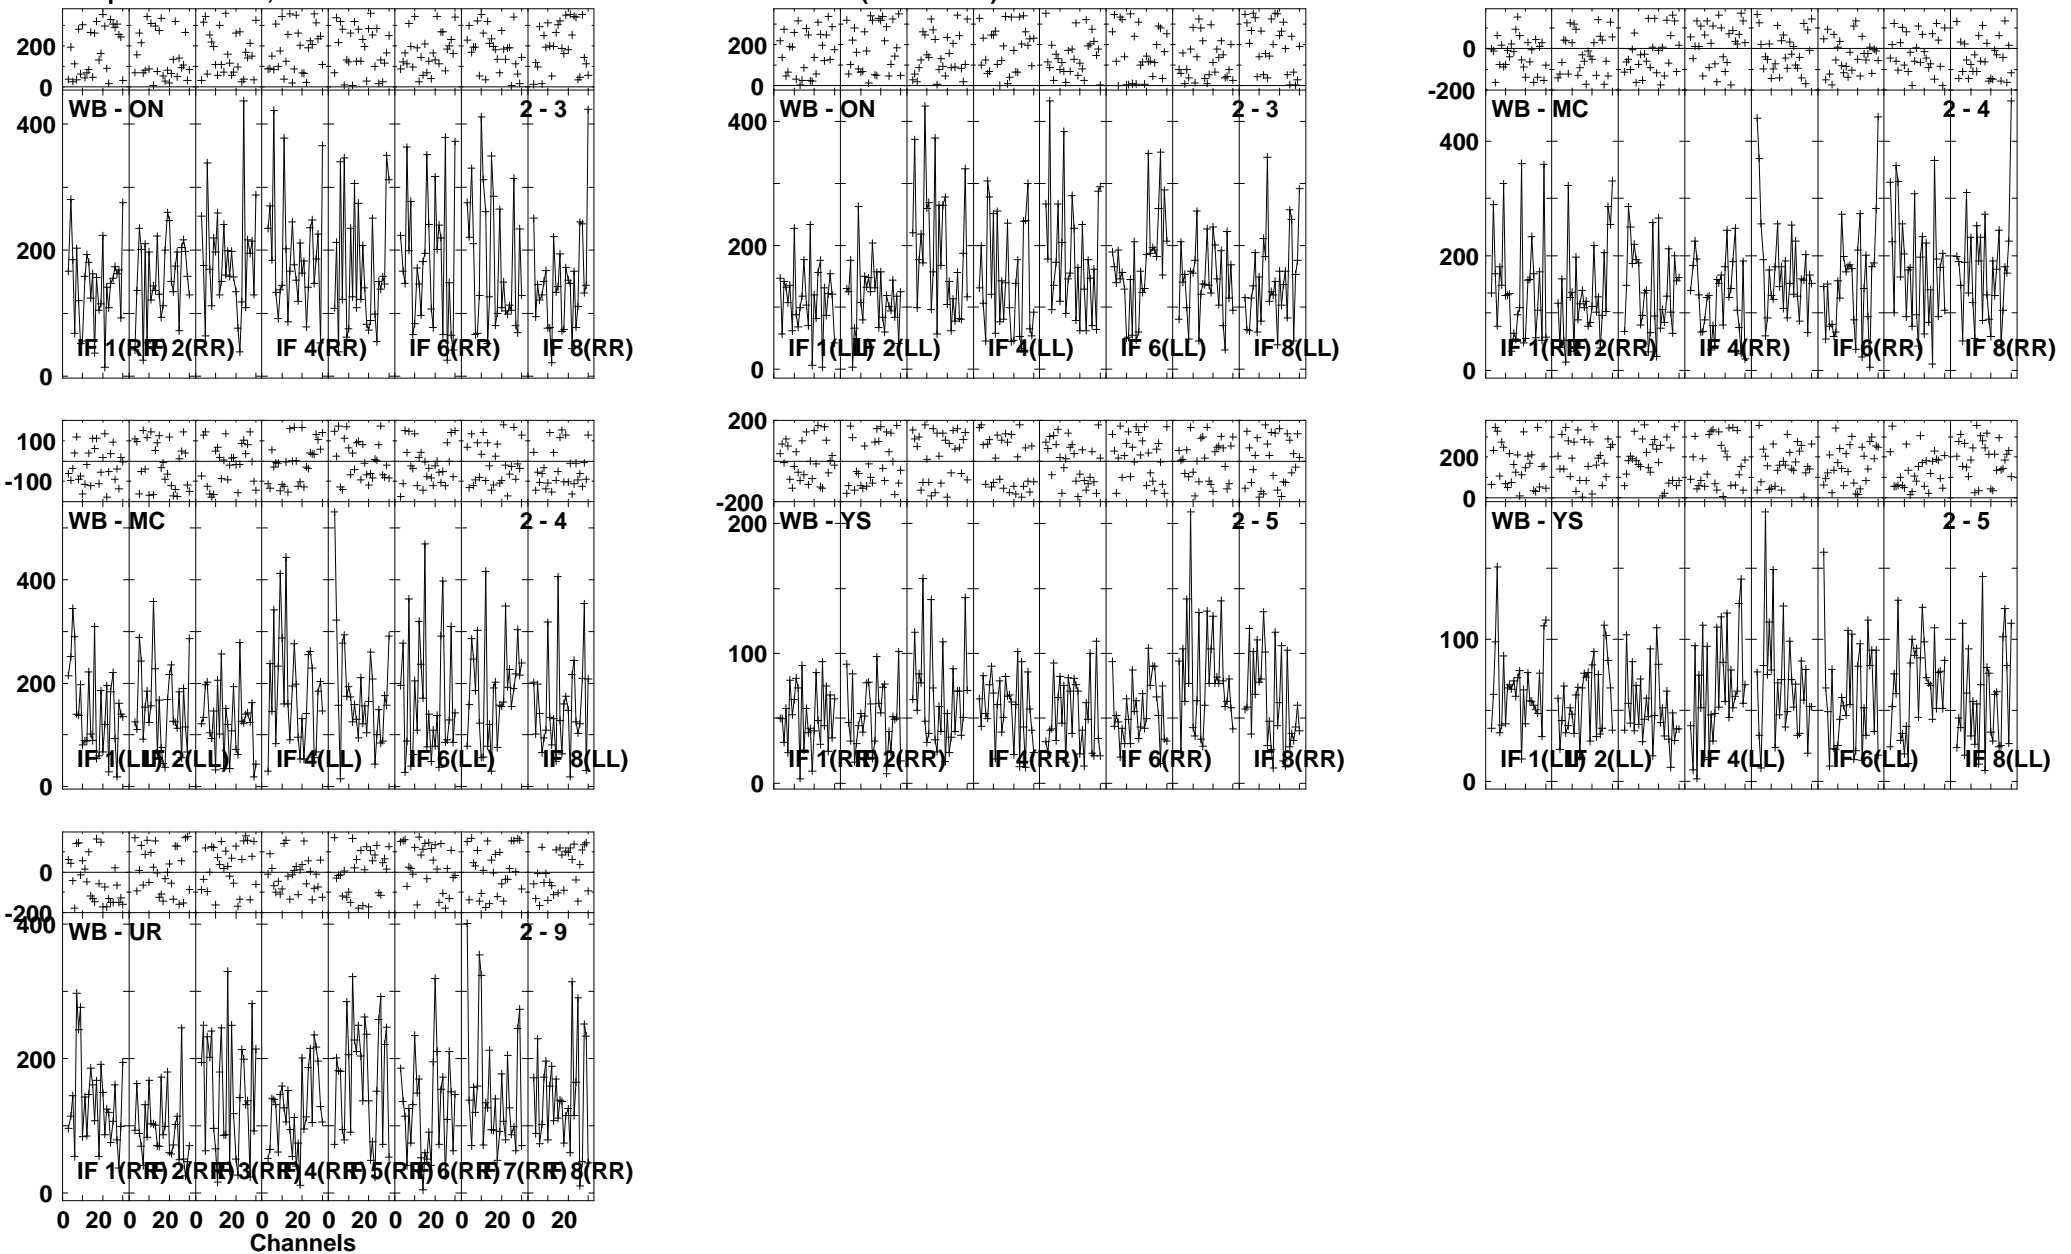 200
0
WB - ON
2 - 3
400
200
0
IF 1(RR)
IF 2(RR)
IF 4(RR)
IF 6(RR)
IF 8(RR)
200
0
WB - ON
2 - 3
400
200
0
IF 1(LL)
IF 2(LL)
IF 4(LL)
IF 6(LL)
IF 8(LL)
0
-200
WB - MC
2 - 4
400
200
0
IF 1(RR)
IF 2(RR)
IF 4(RR)
IF 6(RR)
IF 8(RR)
100
-100
WB - MC
2 - 4
400
200
0
IF 1(LL)
IF 2(LL)
IF 4(LL)
IF 6(LL)
IF 8(LL)
200
-200
WB - YS
2 - 5
200
100
0
IF 1(RR)
IF 2(RR)
IF 4(RR)
IF 6(RR)
IF 8(RR)
200
0
WB - YS
2 - 5
100
0
IF 1(LL)
IF 2(LL)
IF 4(LL)
IF 6(LL)
IF 8(LL)
0
-200
WB - UR
2 - 9
400
200
0
IF 1(RR)
IF 2(RR)
IF 3(RR)
IF 4(RR)
IF 5(RR)
IF 6(RR)
IF 7(RR)
IF 8(RR)
0 20 0 20 0 20 0 20 0 20 0 20 0 20 0 20
Channels